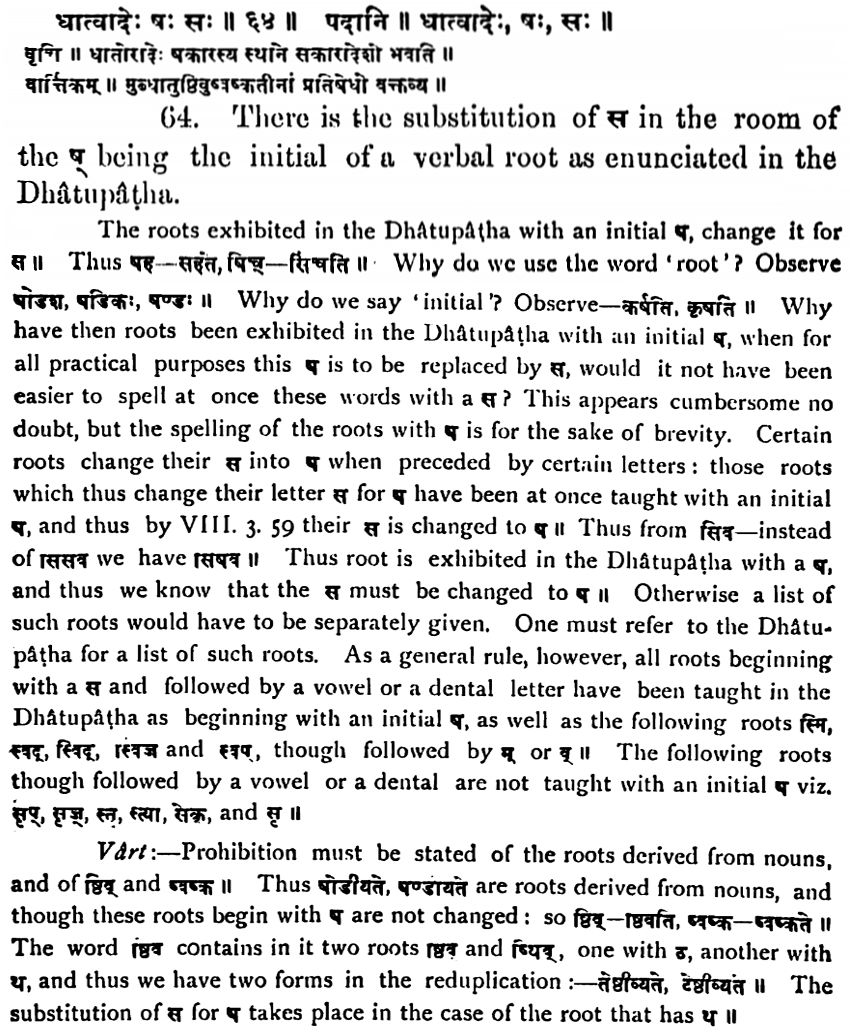 धात्वादेः षः सः ॥ ६४ ॥ पदानि ॥ धात्वादेः, षः, सः ॥
वृत्तिः ॥ धातोरादेः षकारस्य स्थाने सकारादेशो भवति ॥
वार्त्तिकम् ॥ सुब्धातुष्ठिवुष्वष्कतीनां प्रतिषेधो वक्तव्य ॥
64. There is the substitution of स in the room of
the ष् being the initial of a verbal root as enunciated in the
Dhâtupâṭha.
The roots exhibited in the Dhâtupâṭha with an initial ष, change it for
स ॥ Thus षह—सहते, षिच्—सिंचति ॥ Why do we use the word 'root'? Observe
षोडश, षडिकः, षण्डः ॥ Why do we say 'initial'? Observe—कर्षति, कृषति ॥ Why
have then roots been exhibited in the Dhâtupâṭha with an initial ष, when for
all practical purposes this ष is to be replaced by स, would it not have been
easier to spell at once these words with a स? This appears cumbersome no
doubt, but the spelling of the roots with ष is for the sake of brevity. Certain
roots change their स into ष when preceded by certain letters: those roots
which thus change their letter स for ष have been at once taught with an initial
ष, and thus by VIII. 3. 59 their स is changed to ष ॥ Thus from सिव—instead
of सिसव we have सिषव ॥ Thus root is exhibited in the Dhâtupâṭha with a ष,
and thus we know that the स must be changed to ष ॥ Otherwise a list of
such roots would have to be separately given. One must refer to the Dhâtu-
pâṭha for a list of such roots. As a general rule, however, all roots beginning
with a स and followed by a vowel or a dental letter have been taught in the
Dhâtupâṭha as beginning with an initial ष, as well as the following roots स्मि,
स्वद्, स्विद्, स्विंज and स्वप, though followed by म् or व् ॥ The following roots
though followed by a vowel or a dental are not taught with an initial ष viz.
सृप्, सृज्, स्तृ, स्त्या, सेक्र, and सृ ॥
Vârt:—Prohibition must be stated of the roots derived from nouns,
and of ष्ठिव् and ष्वष्क ॥ Thus षोडीयते, षण्डीयते are roots derived from nouns, and
though these roots begin with ष are not changed: so ष्ठिव्—ष्ठिवति, ष्वष्क—ष्वष्कते ॥
The word ष्ठिव contains in it two roots ष्ठिव and ष्थिव्, one with ठ, another with
थ, and thus we have two forms in the reduplication:—तेष्ठीव्यते, टेष्ठीव्यते ॥ The
substitution of स for ष takes place in the case of the root that has थ ॥